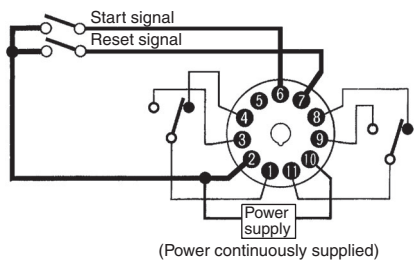 Start signal
Reset signal
6
5 7
4 8
3 9
2 10
1 11
Power
supply
(Power continuously supplied)